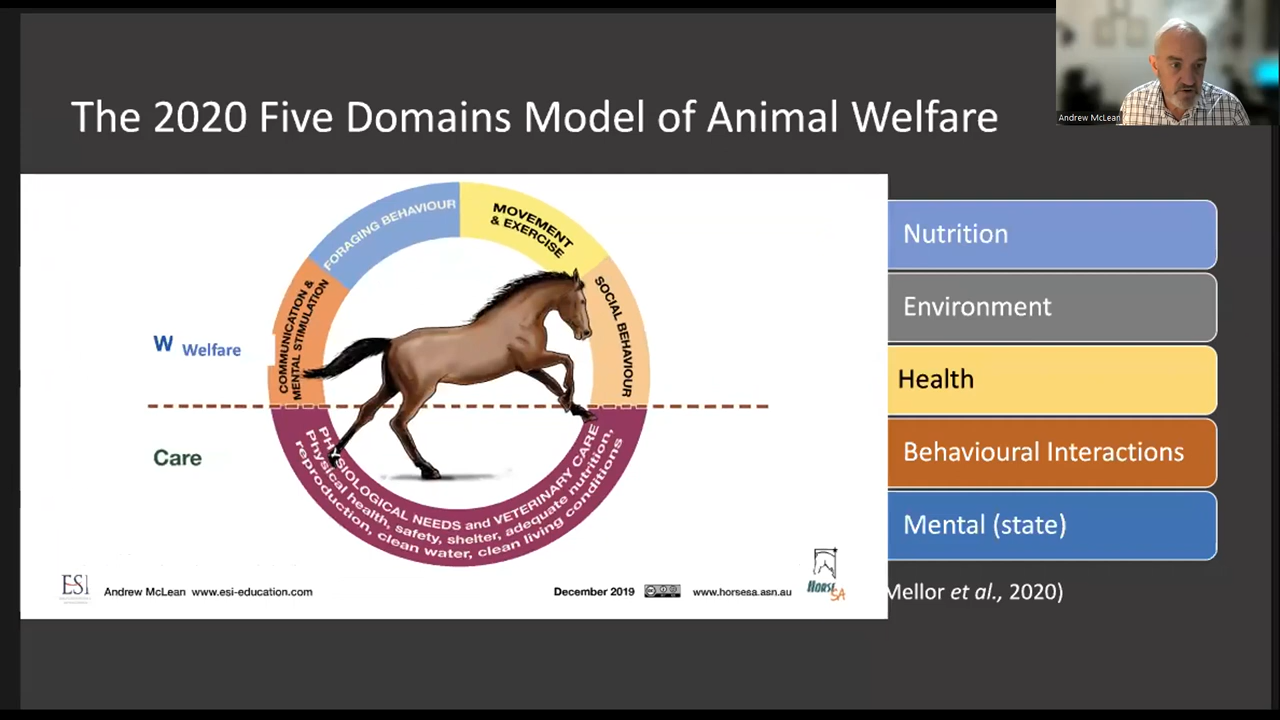 The 2020 Five Domains Model of Animal Welfare
Andrew McLean
FORAGING BEHAVIOUR
MOVEMENT
& EXERCISE
COMMUNICATION &
MENTAL STIMULATION
SOCIAL BEHAVIOUR
W Welfare
Care
PHYSIOLOGICAL NEEDS and VETERINARY CARE
Physical health, safety, shelter, adequate nutrition,
reproduction, clean water, clean living conditions
ESI
Andrew McLean www.esi-education.com
December 2019
www.horsesa.asn.au
HORSE
SA
Nutrition
Environment
Health
Behavioural Interactions
Mental (state)
Mellor et al., 2020)